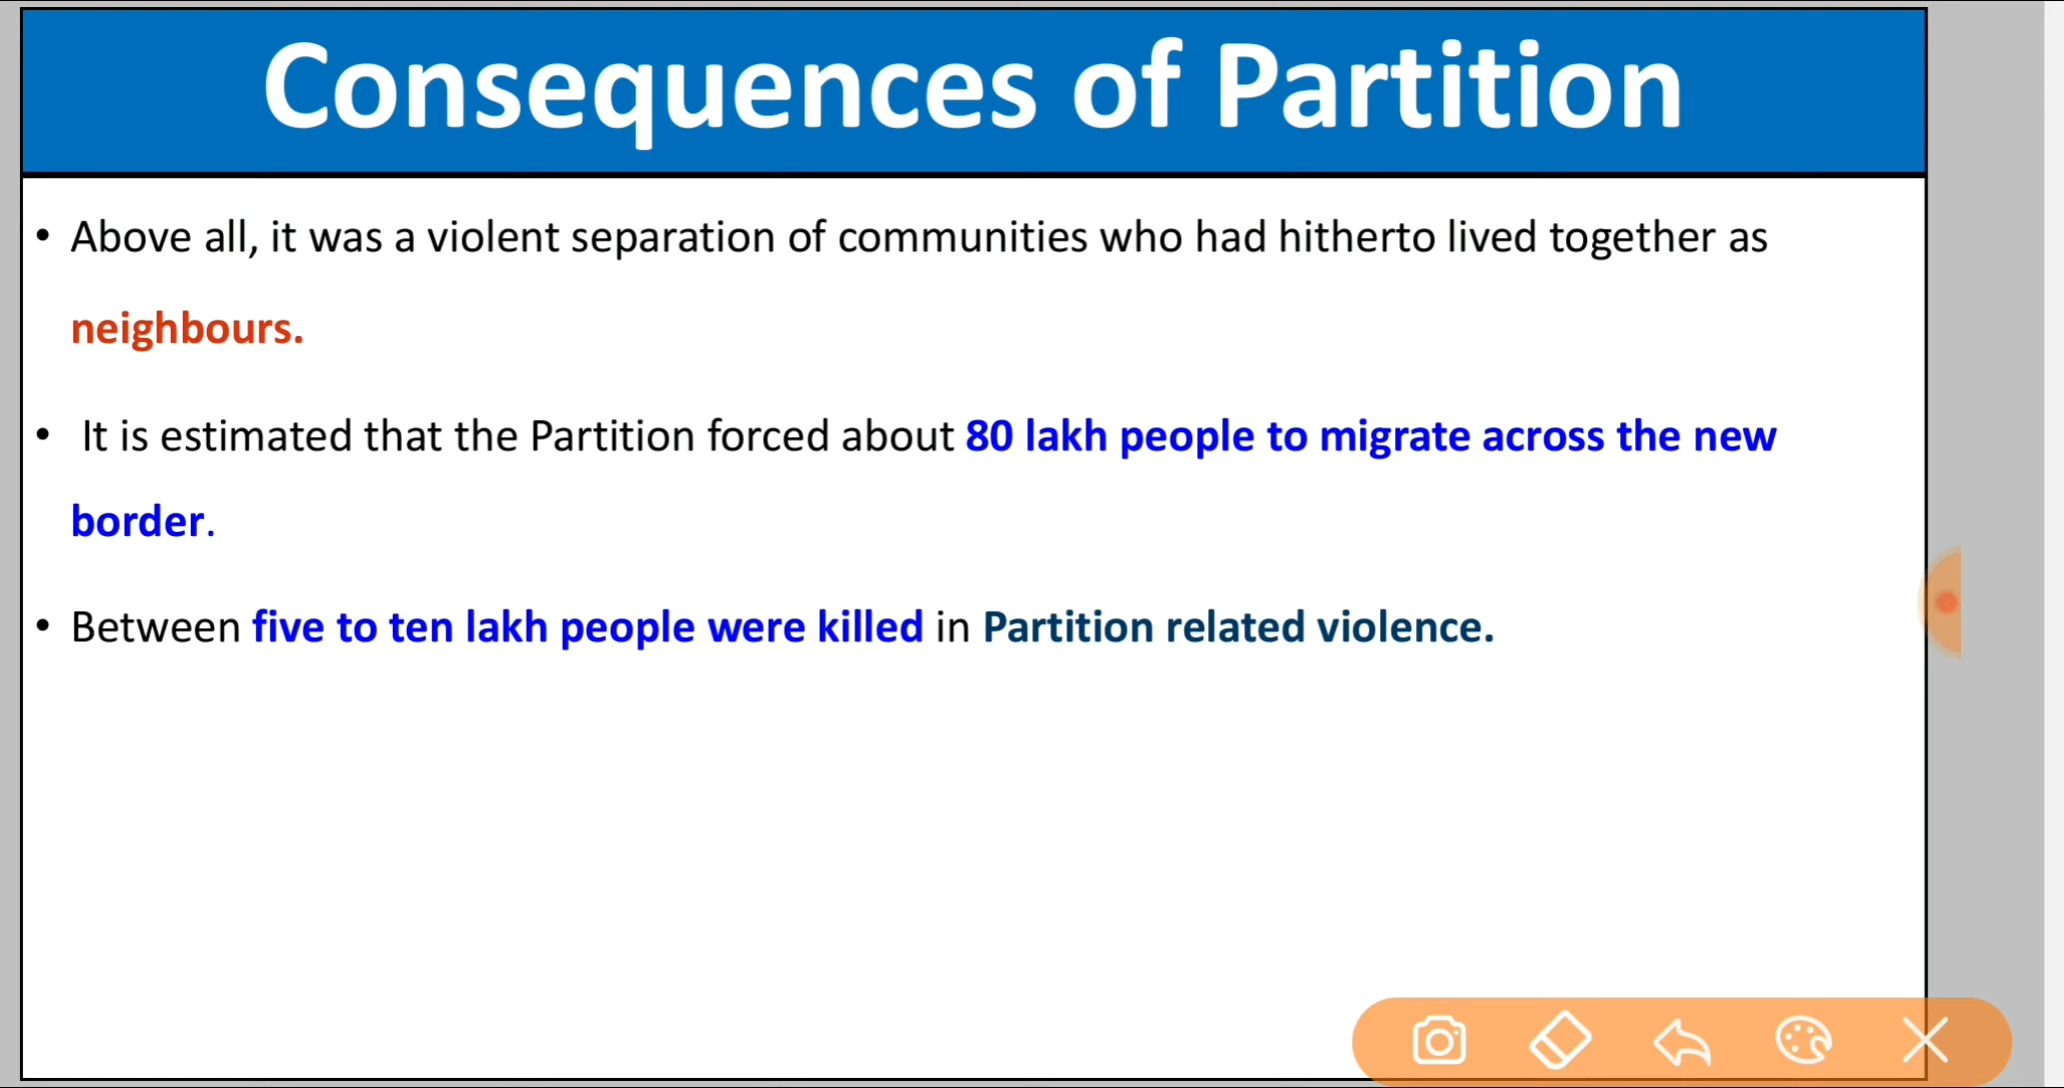 Consequences of Partition
• Above all, it was a violent separation of communities who had hitherto lived together as
neighbours.
• It is estimated that the Partition forced about 80 lakh people to migrate across the new
border.
• Between five to ten lakh people were killed in Partition related violence.